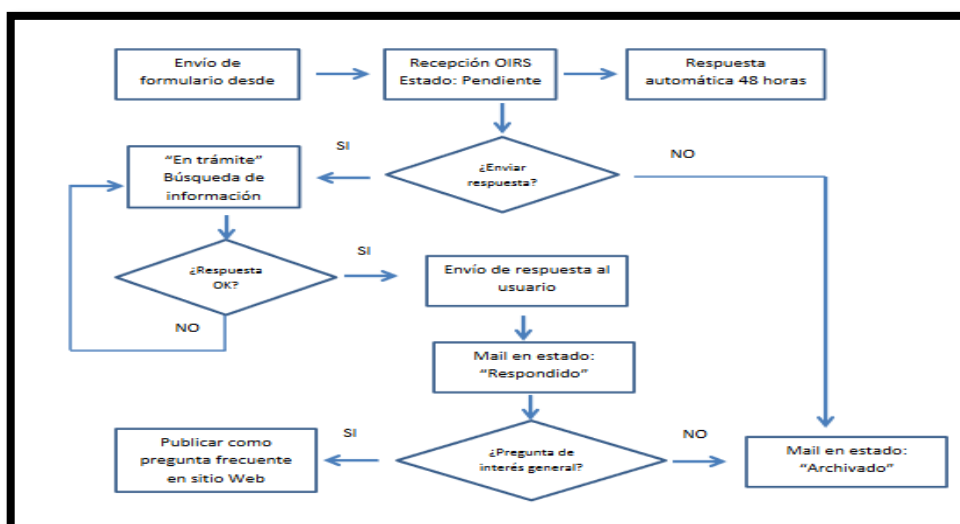 Envío de
formulario desde
Recepción OIRS
Estado: Pendiente
Respuesta
automática 48 horas
SI
NO
"En trámite"
Búsqueda de
información
¿Enviar
respuesta?
SI
¿Respuesta
OK?
Envío de respuesta al
usuario
NO
Mail en estado:
"Respondido"
SI
NO
Publicar como
pregunta frecuente
en sitio Web
¿Pregunta de
interés general?
Mail en estado:
"Archivado"